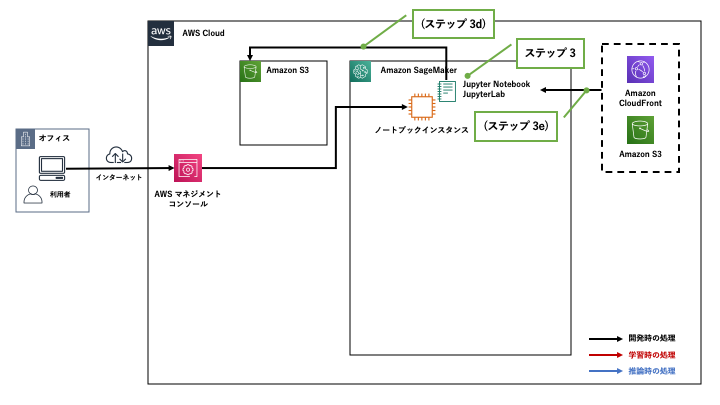 (ステップ 3d)
aws
AWS Cloud
ステップ 3
Amazon S3
Amazon SageMaker
Jupyter Notebook
JupyterLab
Amazon
CloudFront
Amazon S3
ノートブックインスタンス
(ステップ 3e)
オフィス
利用者
インターネット
AWS マネジメント
コンソール
開発時の処理
学習時の処理
推論時の処理